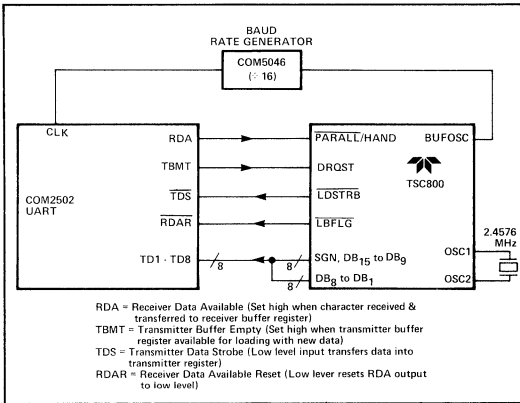 BAUD
RATE GENERATOR
COM5046
(÷ 16)
CLK
COM2502
UART
RDA
TBMT
TDS
RDAR
TD1 - TD8
8
PARALL/HAND
DRQST
LDSTRB
LBFLG
8 SGN, DB15 to DB9
8 DB8 to DB1
BUFOSC
TSC800
OSC1
OSC2
2.4576
MHz
RDA = Receiver Data Available (Set high when character received &
transferred to receiver buffer register)
TBMT = Transmitter Buffer Empty (Set high when transmitter buffer
register available for loading with new data)
TDS = Transmitter Data Strobe (Low level input transfers data into
transmitter register)
RDAR = Receiver Data Available Reset (Low lever resets RDA output
to low level)